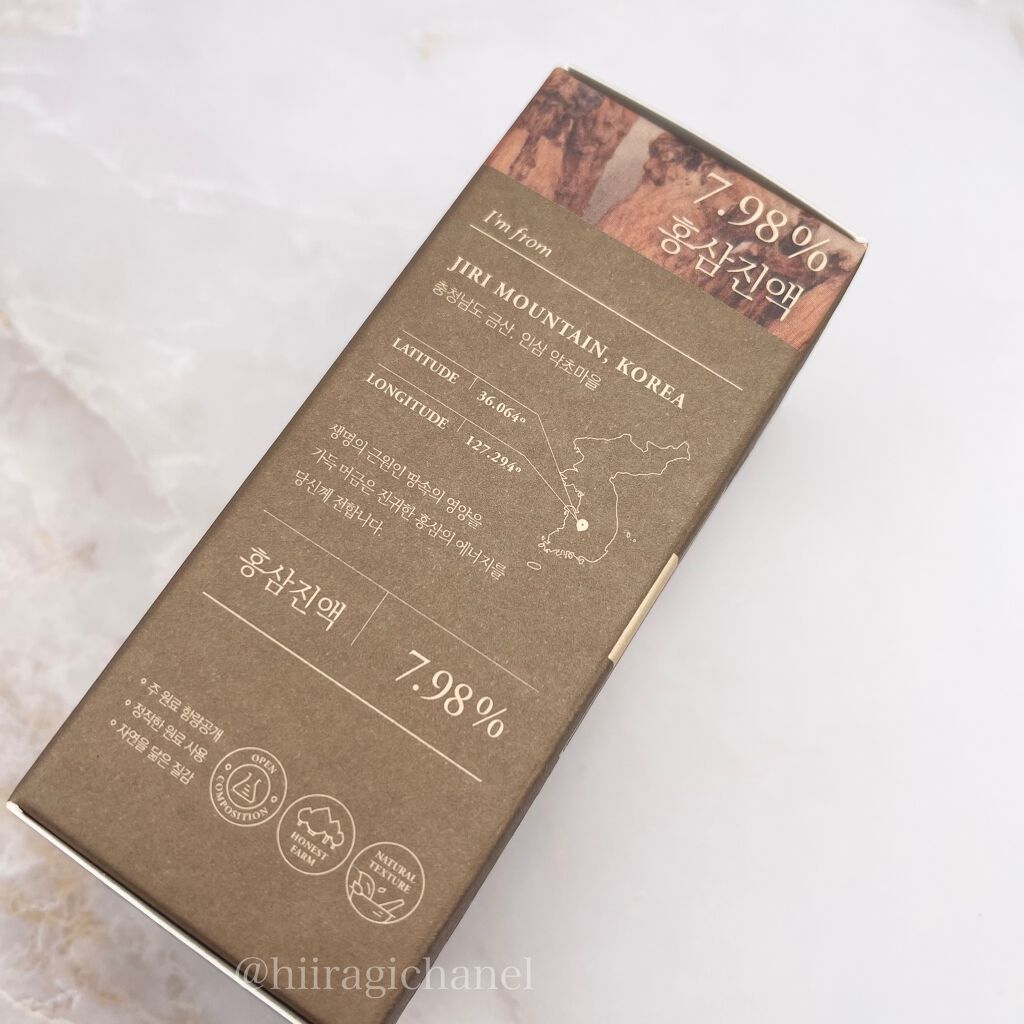 7.98%
홍삼진액
I'm from
JIRI MOUNTAIN, KOREA
충청남도 금산, 인삼 약초마을
LATITUDE | 36.064º
LONGITUDE | 127.294º
생명의 근원인 땅속의 영양을
가득 머금은 진귀한 홍삼의 에너지를
당신께 전합니다.
홍삼진액 | 7.98%
주 원료 함량공개
정직한 원료 사용
자연을 닮은 질감
OPEN
COMPOSITION
HONEST
FARM
NATURAL
TEXTURE
@hiiragichanel